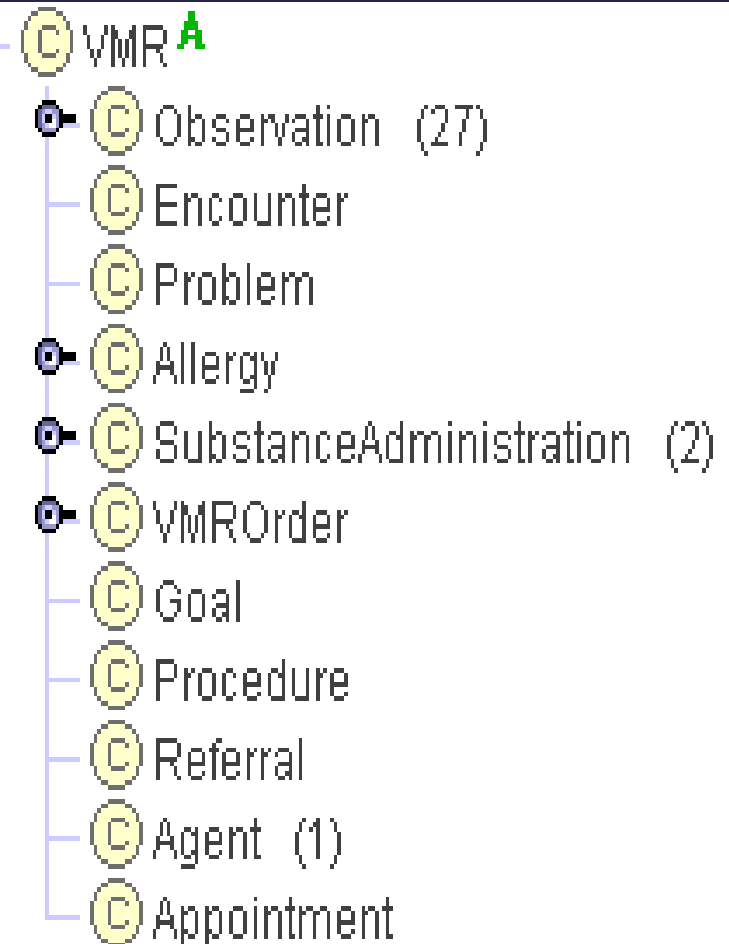 C VMR A
C Observation (27)
C Encounter
C Problem
C Allergy
C SubstanceAdministration (2)
C VMROrder
C Goal
C Procedure
C Referral
C Agent (1)
C Appointment